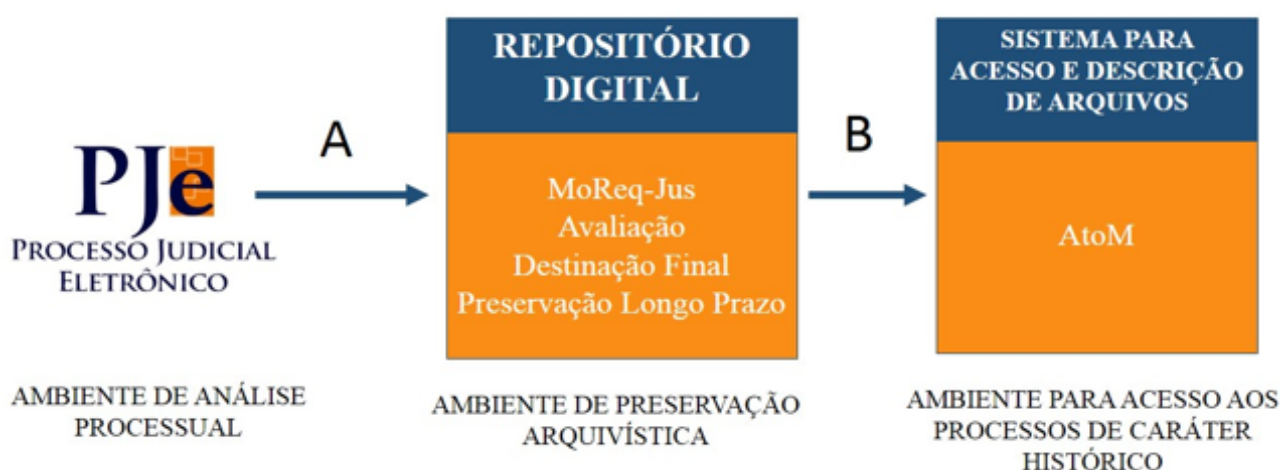 A
B
PJe
PROCESSO JUDICIAL
ELETRÔNICO
AMBIENTE DE ANÁLISE
PROCESSUAL
REPOSITÓRIO
DIGITAL
MoReq-Jus
Avaliação
Destinação Final
Preservação Longo Prazo
AMBIENTE DE PRESERVAÇÃO
ARQUIVÍSTICA
SISTEMA PARA
ACESSO E DESCRIÇÃO
DE ARQUIVOS
AtoM
AMBIENTE PARA ACESSO AOS
PROCESSOS DE CARÁTER
HISTÓRICO